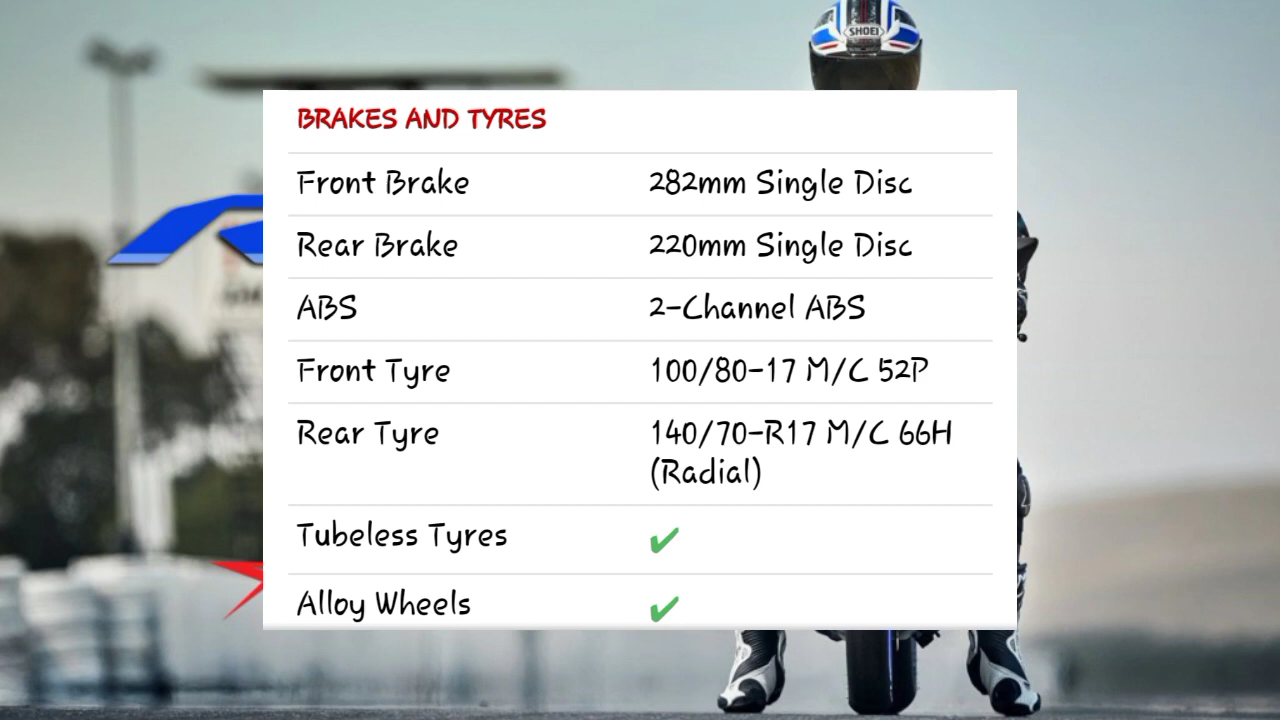 SHOEI
BRAKES AND TYRES
Front Brake 282mm Single Disc
Rear Brake 220mm Single Disc
ABS 2-Channel ABS
Front Tyre 100/80-17 M/C 52P
Rear Tyre 140/70-R17 M/C 66H
(Radial)
Tubeless Tyres ✔
Alloy Wheels ✔